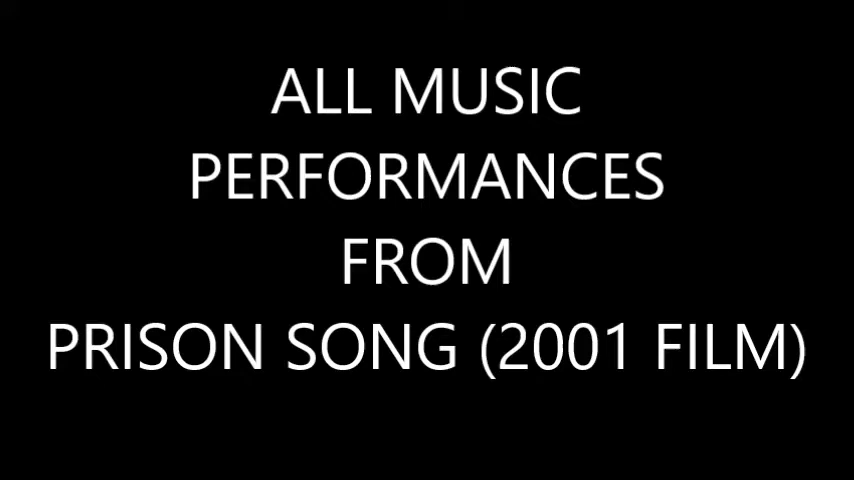 ALL MUSIC
PERFORMANCES
FROM
PRISON SONG (2001 FILM)